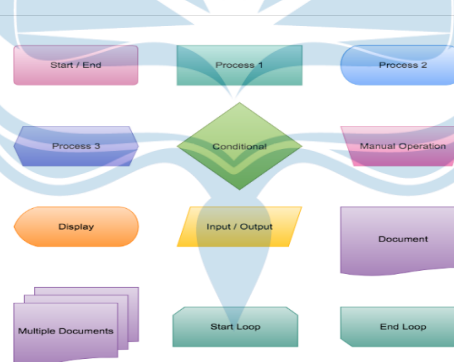 Start / End
Process 1
Process 2
Process 3
Conditional
Manual Operation
Display
Input / Output
Document
Multiple Documents
Start Loop
End Loop